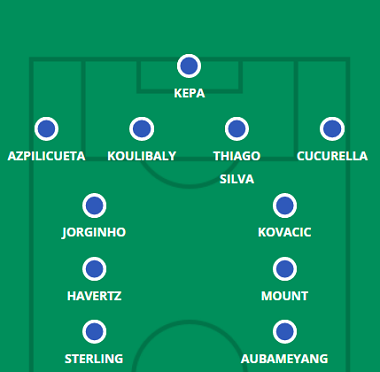 KEPA
AZPILICUETA KOULIBALY THIAGO SILVA CUCURELLA
JORGINHO KOVACIC
HAVERTZ MOUNT
STERLING AUBAMEYANG